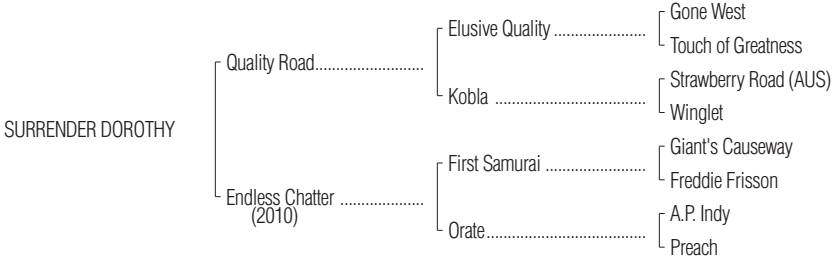 Gone West
Elusive Quality ......................
Touch of Greatness
Quality Road..........................
Strawberry Road (AUS)
Kobla ....................................
Winglet
SURRENDER DOROTHY
Giant's Causeway
First Samurai ........................
Freddie Frisson
Endless Chatter ....................
(2010)
A.P. Indy
Orate......................................
Preach